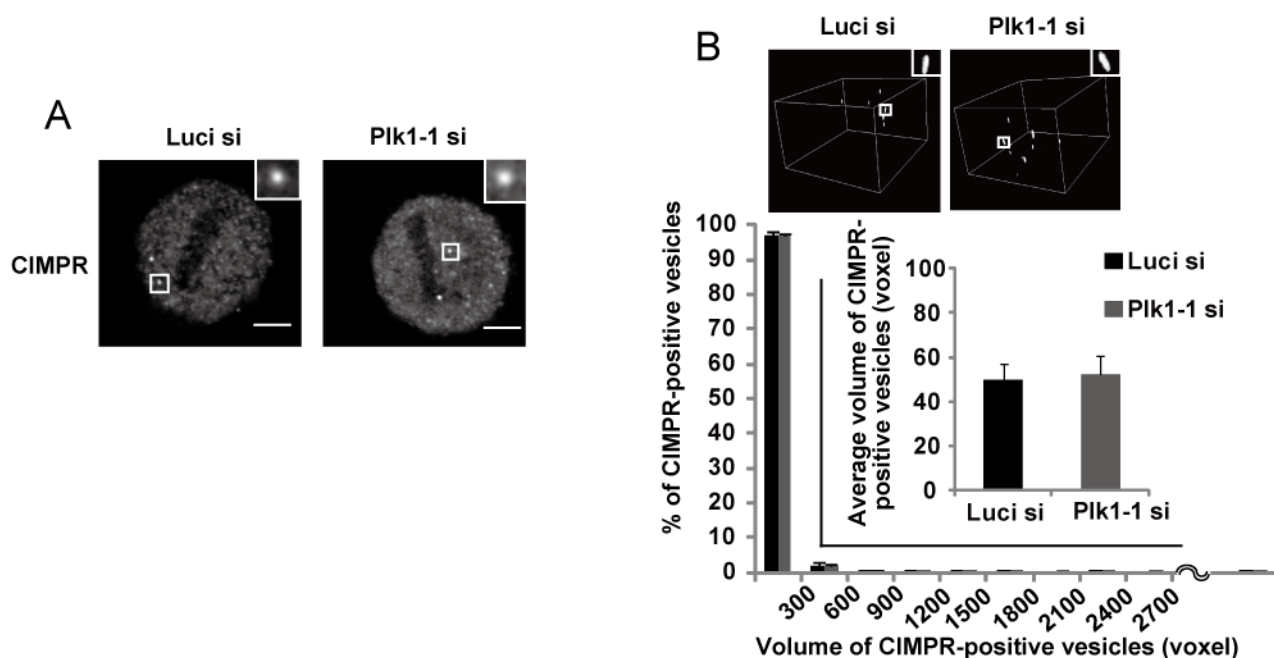 A
Luci si
Plk1-1 si
CIMPR
B
Luci si
Plk1-1 si
% of CIMPR-positive vesicles
100
90
80
70
60
50
40
30
20
10
0
300
600
900
1200
1500
1800
2100
2400
2700
Volume of CIMPR-positive vesicles (voxel)
Average volume of CIMPR-
positive vesicles (voxel)
100
80
60
40
20
0
Luci si
Plk1-1 si
Luci si
Plk1-1 si